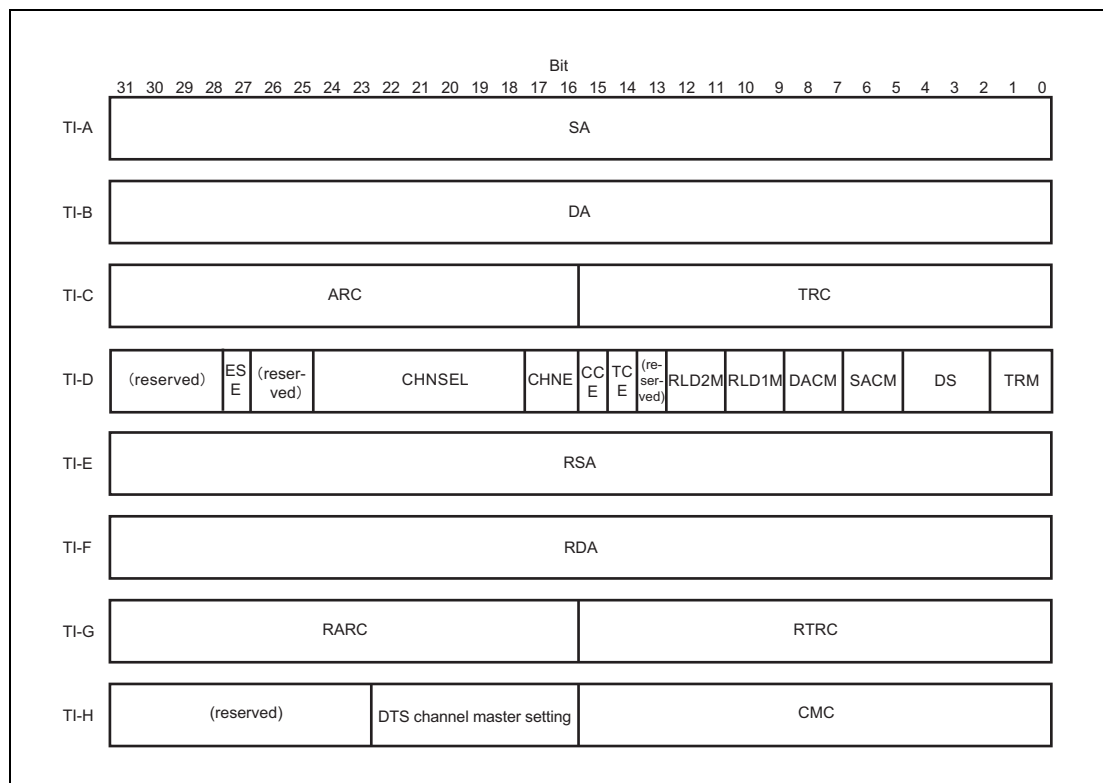 Bit
31 30 29 28 27 26 25 24 23 22 21 20 19 18 17 16 15 14 13 12 11 10 9 8 7 6 5 4 3 2 1 0
TI-A SA
TI-B DA
TI-C ARC TRC
TI-D (reserved) ES
E (reser-
ved) CHNSEL CHNE CC
E TC
E (re-
ser-
ved) RLD2M RLD1M DACM SACM DS TRM
TI-E RSA
TI-F RDA
TI-G RARC RTRC
TI-H (reserved) DTS channel master setting CMC